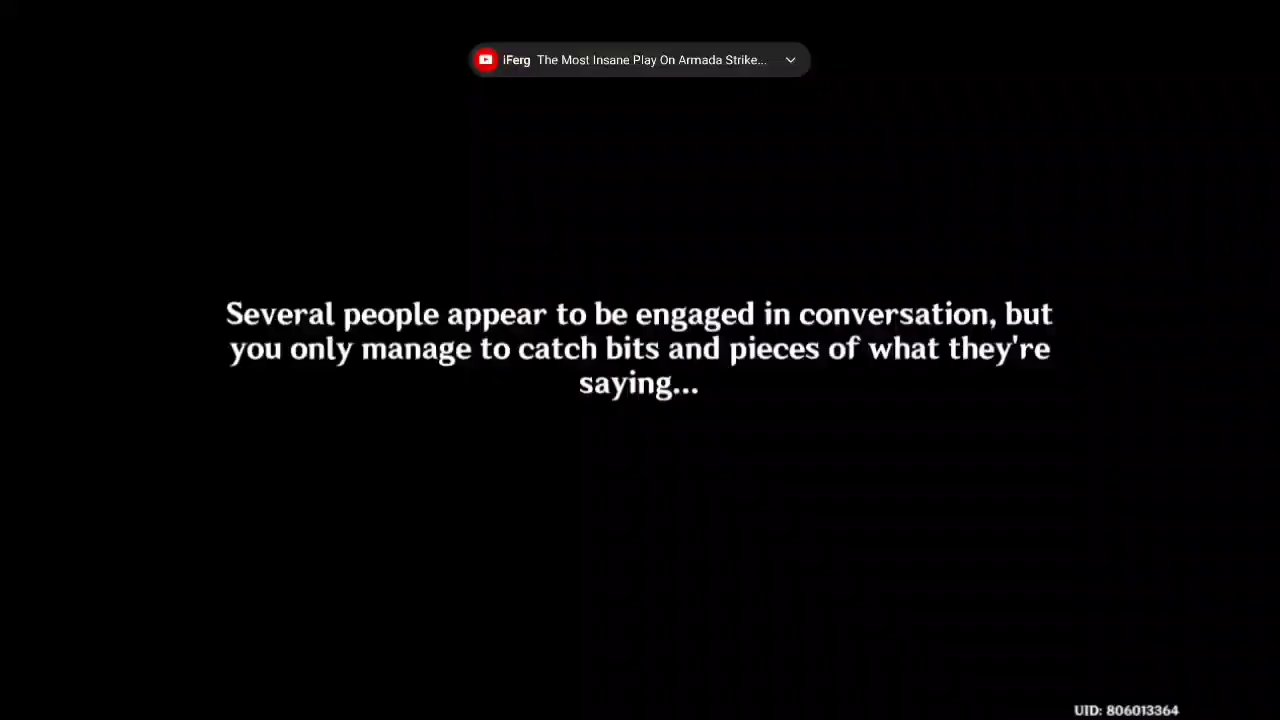 iFerg The Most Insane Play On Armada Strike...
Several people appear to be engaged in conversation, but
you only manage to catch bits and pieces of what they're
saying...
UID: 806013364